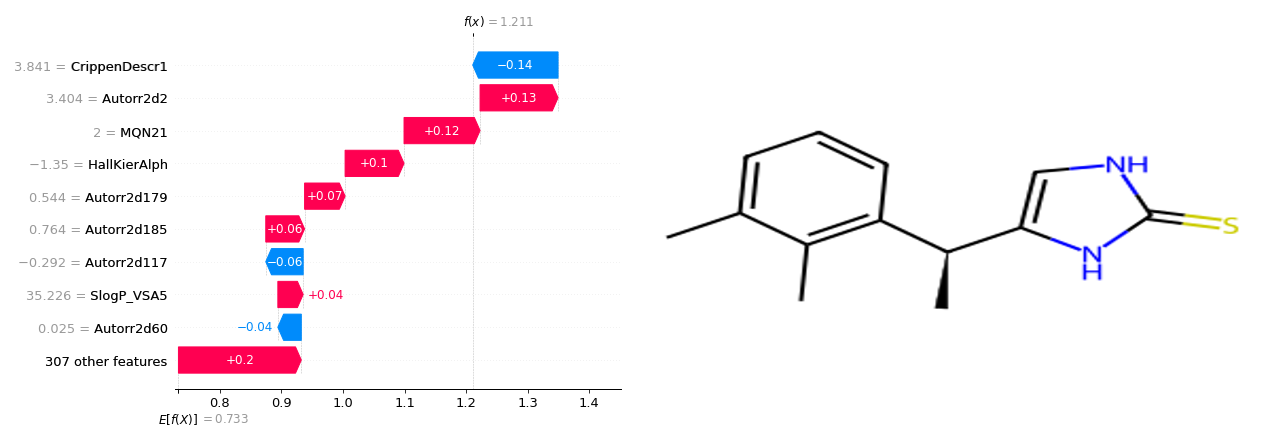 f(x) = 1.211
3.841 = CrippenDescr1
−0.14
3.404 = Autorr2d2
+0.13
2 = MQN21
+0.12
−1.35 = HallKierAlph
+0.1
0.544 = Autorr2d179
+0.07
0.764 = Autorr2d185
+0.06
−0.292 = Autorr2d117
−0.06
35.226 = SlogP_VSA5
+0.04
0.025 = Autorr2d60
−0.04
307 other features
+0.2
0.8 0.9 1.0 1.1 1.2 1.3 1.4
E[f(X)] = 0.733
NH
S
N
H